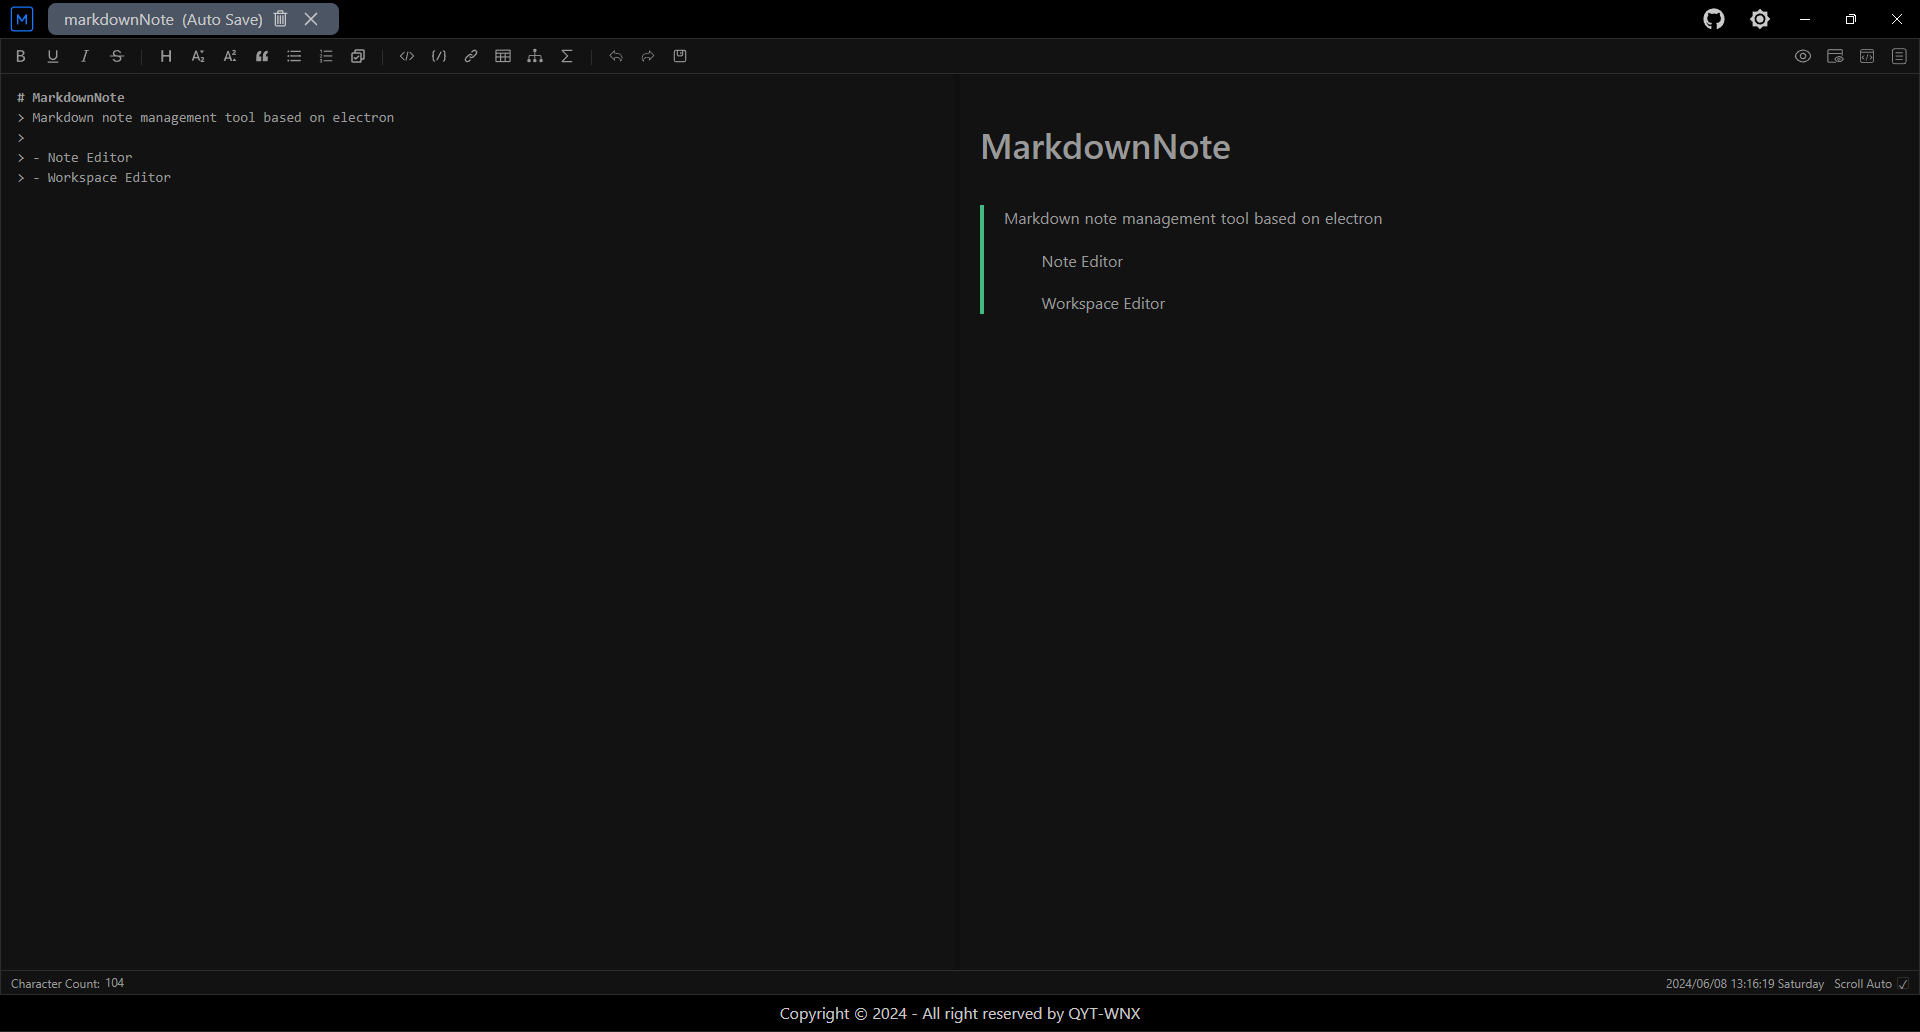 M markdownNote (Auto Save)
# MarkdownNote
> Markdown note management tool based on electron
>
> - Note Editor
> - Workspace Editor
MarkdownNote
Markdown note management tool based on electron
Note Editor
Workspace Editor
Character Count: 104
2024/06/08 13:16:19 Saturday Scroll Auto
Copyright © 2024 - All right reserved by QYT-WNX